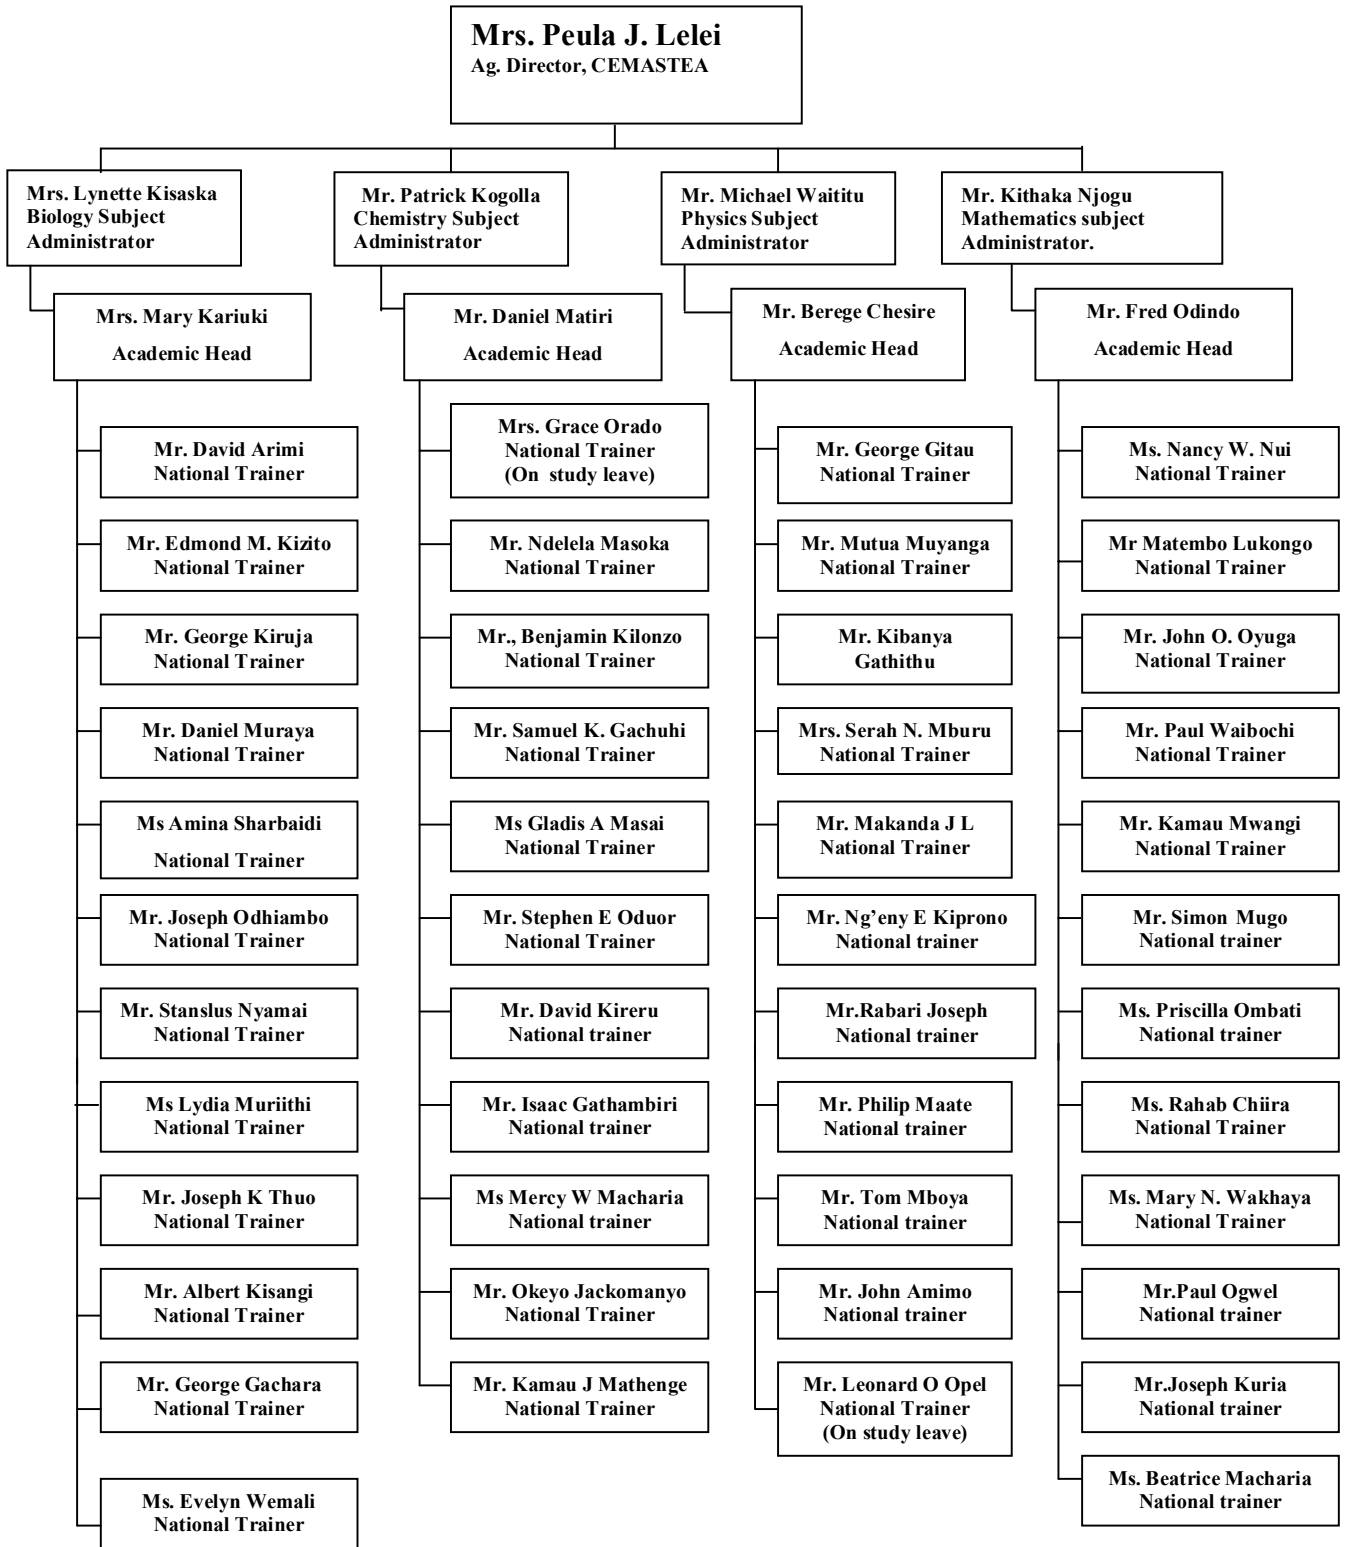 Mrs. Peula J. Lelei
Ag. Director, CEMASTEA
Mrs. Lynette Kisaska
Biology Subject
Administrator
Mr. Patrick Kogolla
Chemistry Subject
Administrator
Mr. Michael Waititu
Physics Subject
Administrator
Mr. Kithaka Njogu
Mathematics subject
Administrator.
Mrs. Mary Kariuki
Academic Head
Mr. Daniel Matiri
Academic Head
Mr. Berege Chesire
Academic Head
Mr. Fred Odindo
Academic Head
Mr. David Arimi
National Trainer
Mr. Edmond M. Kizito
National Trainer
Mr. George Kiruja
National Trainer
Mr. Daniel Muraya
National Trainer
Ms Amina Sharbaidi
National Trainer
Mr. Joseph Odhiambo
National Trainer
Mr. Stanslus Nyamai
National Trainer
Ms Lydia Muriithi
National Trainer
Mr. Joseph K Thuo
National Trainer
Mr. Albert Kisangi
National Trainer
Mr. George Gachara
National Trainer
Ms. Evelyn Wemali
National Trainer
Mrs. Grace Orado
National Trainer
(On study leave)
Mr. Ndelela Masoka
National Trainer
Mr., Benjamin Kilonzo
National Trainer
Mr. Samuel K. Gachuhi
National Trainer
Ms Gladis A Masai
National Trainer
Mr. Stephen E Oduor
National Trainer
Mr. David Kireru
National trainer
Mr. Isaac Gathambiri
National trainer
Ms Mercy W Macharia
National trainer
Mr. Okeyo Jackomanyo
National Trainer
Mr. Kamau J Mathenge
National Trainer
Mr. George Gitau
National Trainer
Mr. Mutua Muyanga
National Trainer
Mr. Kibanya
Gathithu
Mrs. Serah N. Mburu
National Trainer
Mr. Makanda J L
National Trainer
Mr. Ng’eny E Kiprono
National trainer
Mr.Rabari Joseph
National trainer
Mr. Philip Maate
National trainer
Mr. Tom Mboya
National trainer
Mr. John Amimo
National trainer
Mr. Leonard O Opel
National Trainer
(On study leave)
Ms. Nancy W. Nui
National Trainer
Mr Matembo Lukongo
National Trainer
Mr. John O. Oyuga
National Trainer
Mr. Paul Waibochi
National Trainer
Mr. Kamau Mwangi
National Trainer
Mr. Simon Mugo
National trainer
Ms. Priscilla Ombati
National trainer
Ms. Rahab Chiira
National Trainer
Ms. Mary N. Wakhaya
National Trainer
Mr.Paul Ogwel
National trainer
Mr.Joseph Kuria
National trainer
Ms. Beatrice Macharia
National trainer